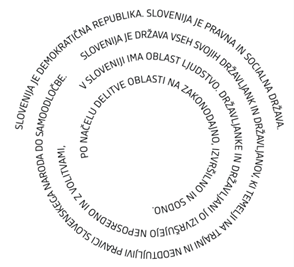 SLOVENIJA JE DEMOKRATIČNA REPUBLIKA. SLOVENIJA JE PRAVNA IN SOCIALNA DRŽAVA.
SLOVENIJA JE DRŽAVA VSEH SVOJIH DRŽAVLJANK IN DRŽAVLJANOV, KI TEMELJI NA TRAJNI IN NEODTUJLJIVI PRAVICI SLOVENSKEGA NARODA DO SAMOODLOČBE.
V SLOVENIJI IMA OBLAST LJUDSTVO. DRŽAVLJANKE IN DRŽAVLJANI JO IZVRŠUJEJO NEPOSREDNO IN Z VOLITVAMI,
PO NAČELU DELITVE OBLASTI NA ZAKONODAJNO, IZVRŠILNO IN SODNO.